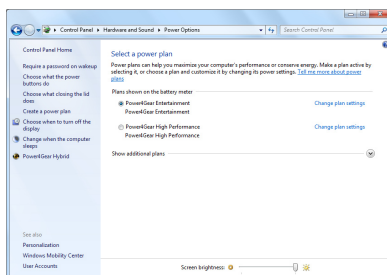 Control Panel ▸ Hardware and Sound ▸ Power Options
Search Control Panel
Control Panel Home
Require a password on wakeup
Choose what the power
buttons do
Choose what closing the lid
does
Create a power plan
Choose when to turn off the
display
Change when the computer
sleeps
Power4Gear Hybrid
See also
Personalization
Windows Mobility Center
User Accounts
Select a power plan
Power plans can help you maximize your computer's performance or conserve energy. Make a plan active by
selecting it, or choose a plan and customize it by changing its power settings. Tell me more about power
plans
Plans shown on the battery meter
Power4Gear Entertainment Change plan settings
Power4Gear Entertainment
Power4Gear High Performance Change plan settings
Power4Gear High Performance
Show additional plans
Screen brightness: